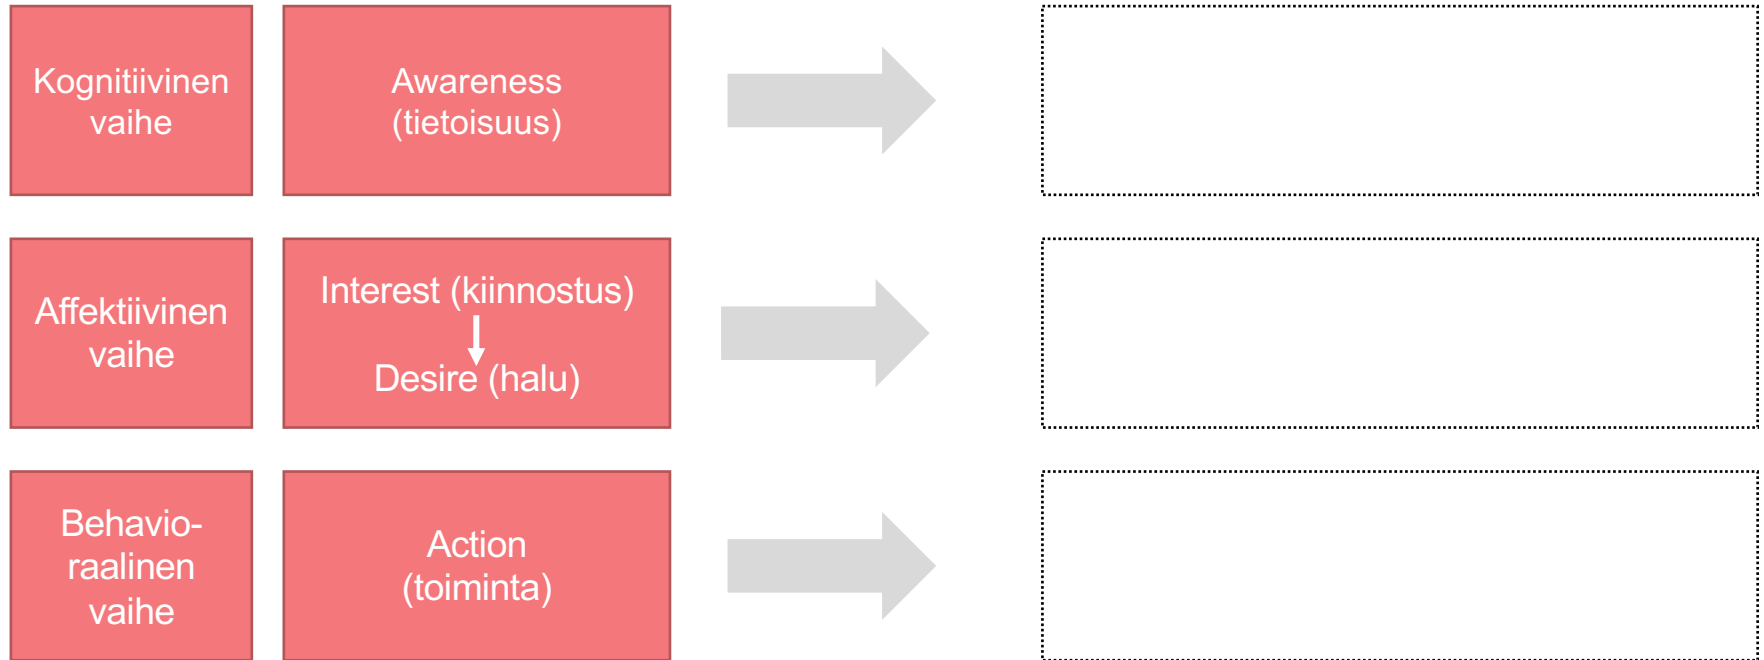 Kognitiivinen
vaihe
Awareness
(tietoisuus)
Affektiivinen
vaihe
Interest (kiinnostus)
Desire (halu)
Behavio-
raalinen
vaihe
Action
(toiminta)